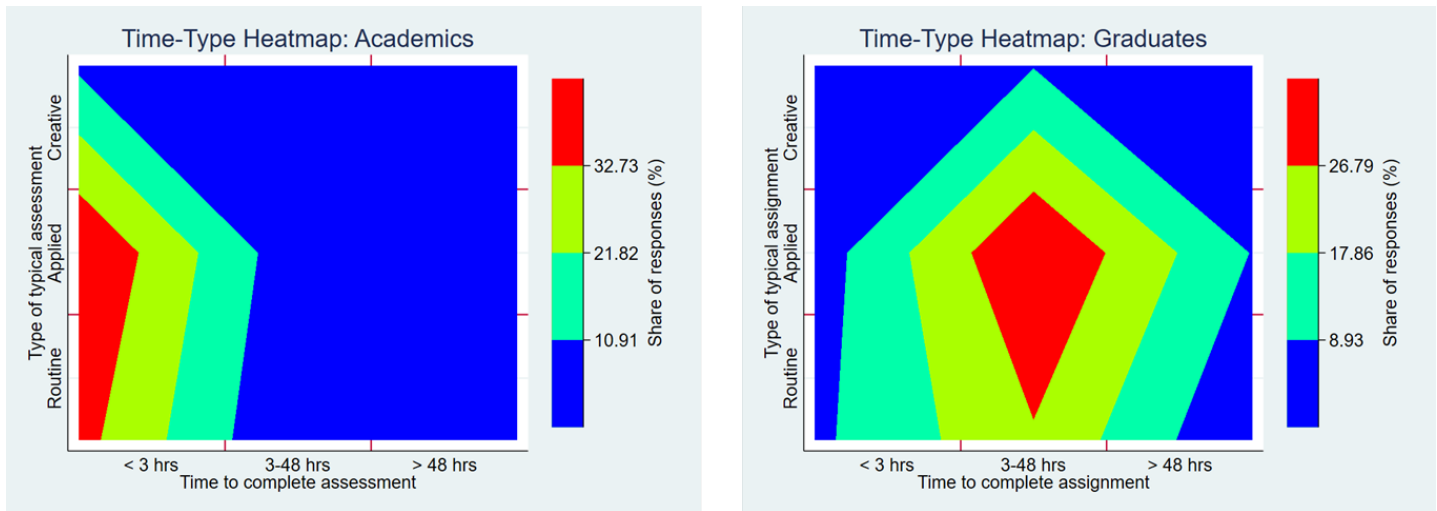 Time-Type Heatmap: Academics
Type of typical assessment
Creative
Applied
Routine
< 3 hrs
3-48 hrs
> 48 hrs
Time to complete assessment
32.73
21.82
10.91
Share of responses (%)
Time-Type Heatmap: Graduates
Type of typical assignment
Creative
Applied
Routine
< 3 hrs
3-48 hrs
> 48 hrs
Time to complete assignment
26.79
17.86
8.93
Share of responses (%)